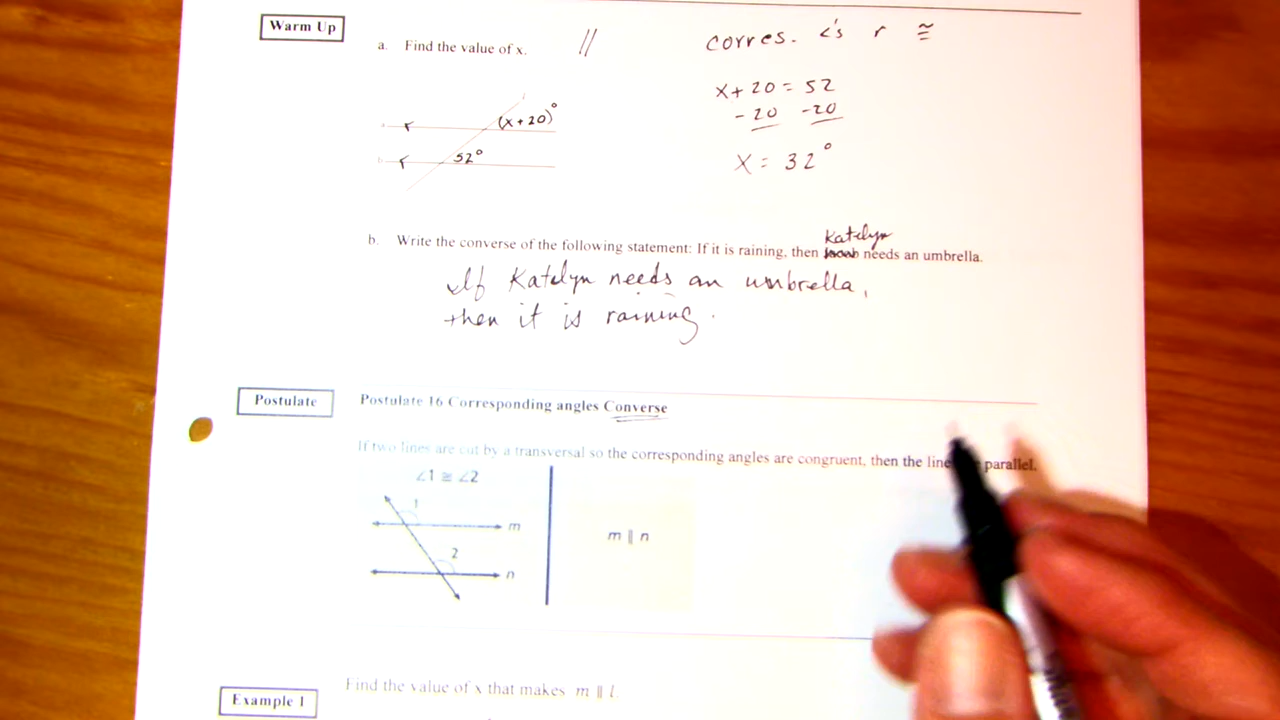 Warm Up
a. Find the value of x. // corres. ∠'s r ≅
x + 20 = 52
- 20 -20
x = 32°
(x+20)°
52°
b. Write the converse of the following statement: If it is raining, then Katelyn needs an umbrella.
If Katelyn needs an umbrella,
then it is raining.
Postulate
Postulate 16 Corresponding angles Converse
If two lines are cut by a transversal so the corresponding angles are congruent, then the parallel.
∠1 ≅ ∠2
1
m
2
n
m ∥ n
Example 1
Find the value of x that makes m ∥ l.